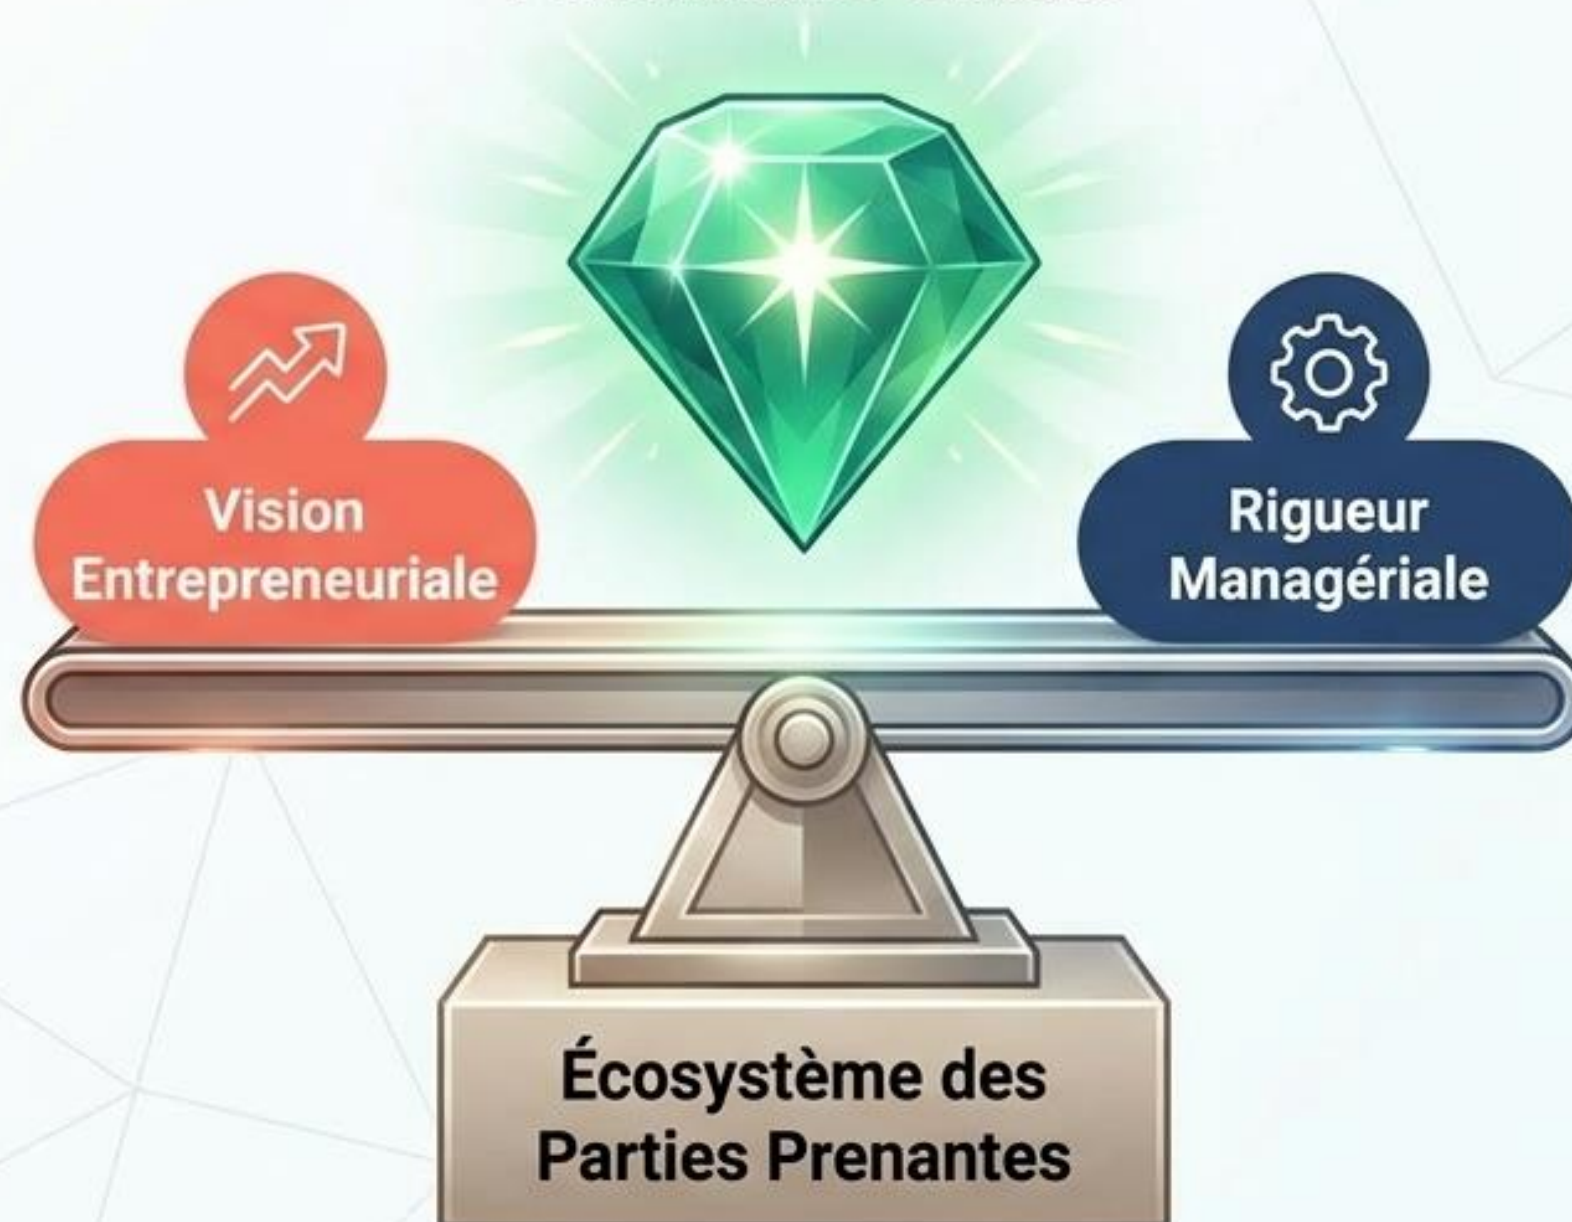 Vision
Entrepreneuriale
Rigueur
Managériale
Écosystème des
Parties Prenantes